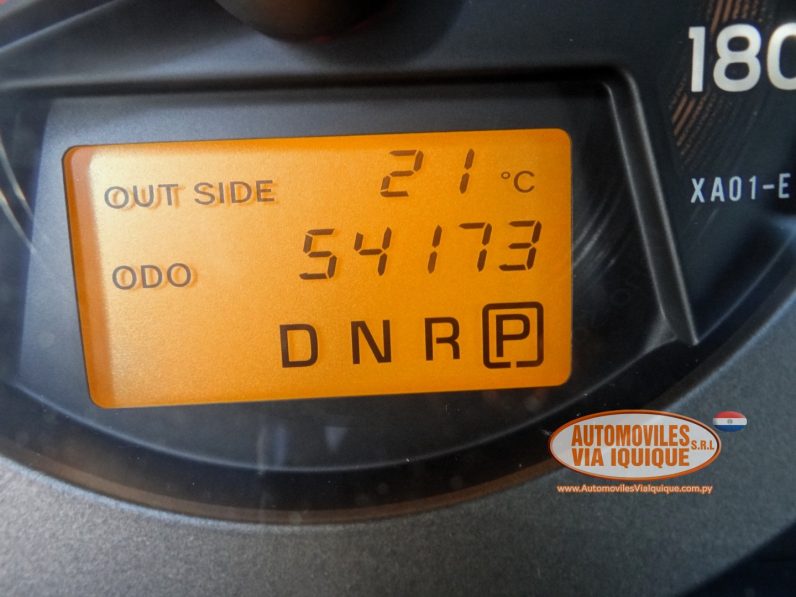 180
XA01-E
OUT SIDE 21 °C
ODO 54173
D N R P
AUTOMOVILES
VIA IQUIQUE S.R.L
www.AutomovilesViaIquique.com.py